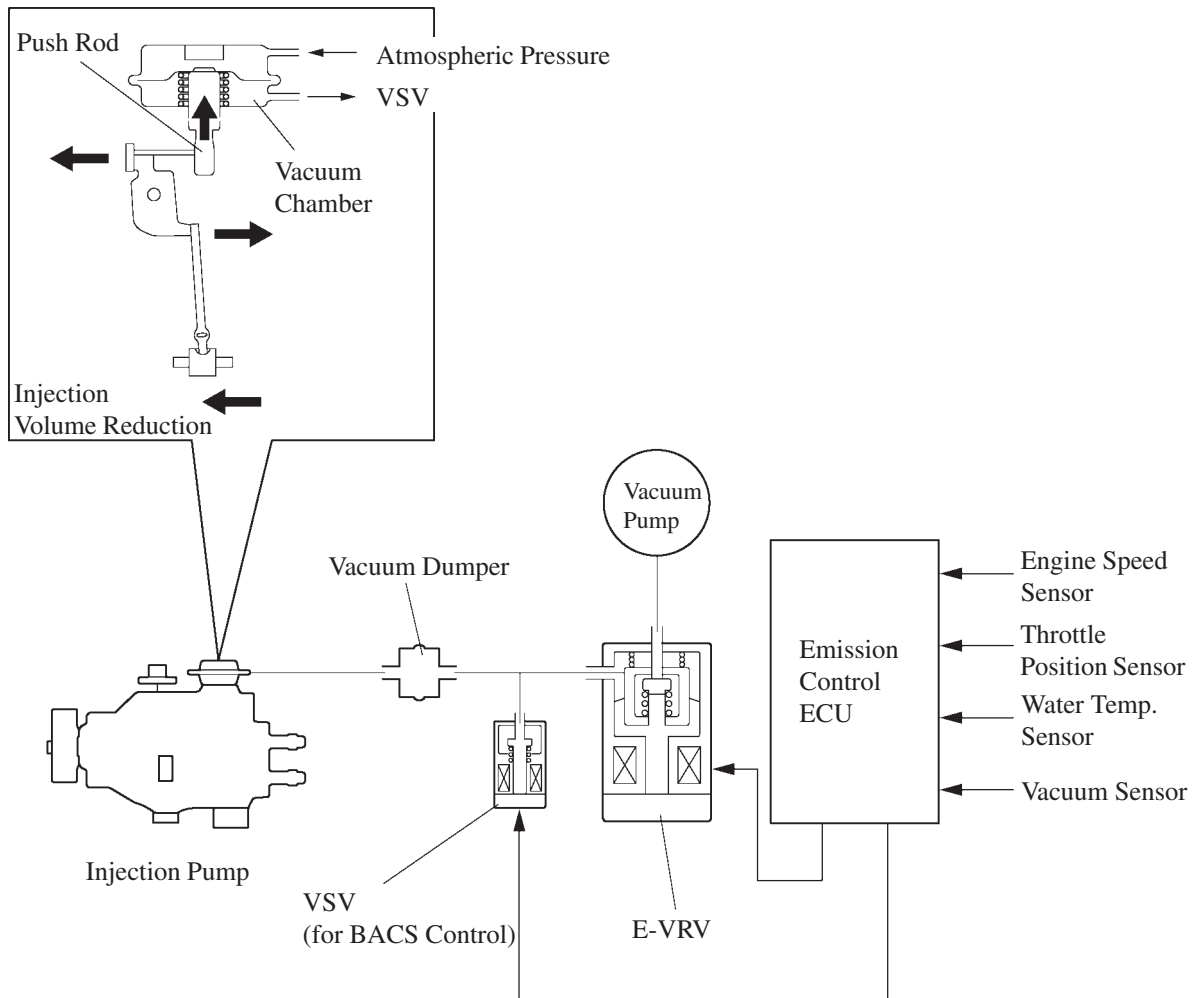 Push Rod
Atmospheric Pressure
VSV
Vacuum
Chamber
Injection
Volume Reduction
Vacuum
Pump
Vacuum Dumper
Engine Speed
Sensor
Throttle
Position Sensor
Emission
Control
ECU
Water Temp.
Sensor
Vacuum Sensor
Injection Pump
VSV
(for BACS Control)
E-VRV